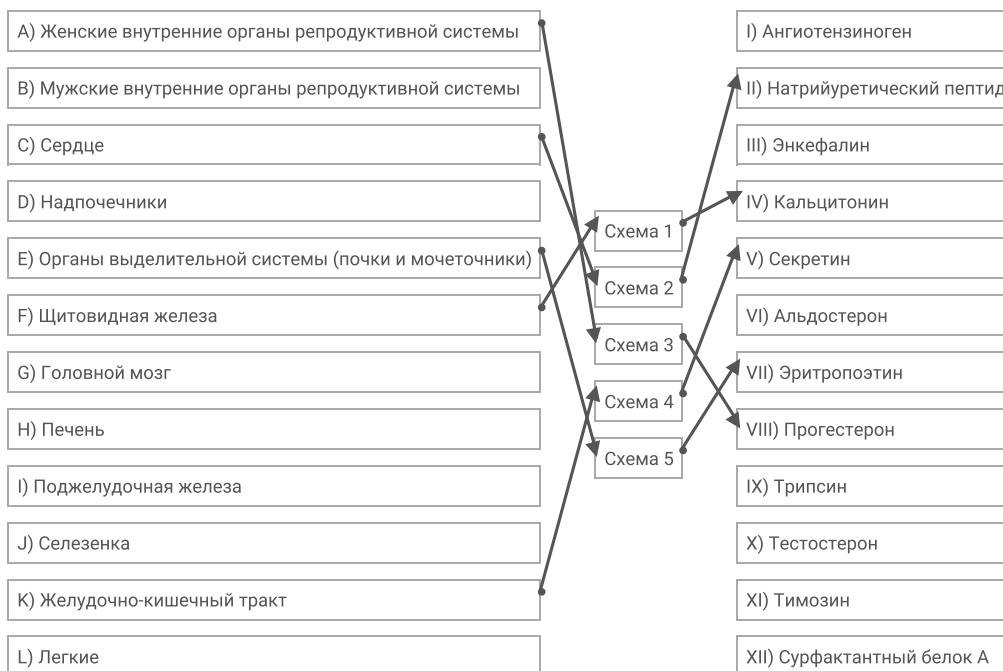 A) Женские внутренние органы репродуктивной системы
B) Мужские внутренние органы репродуктивной системы
C) Сердце
D) Надпочечники
E) Органы выделительной системы (почки и мочеточники)
F) Щитовидная железа
G) Головной мозг
H) Печень
I) Поджелудочная железа
J) Селезенка
K) Желудочно-кишечный тракт
L) Легкие
Схема 1
Схема 2
Схема 3
Схема 4
Схема 5
I) Ангиотензиноген
II) Натрийуретический пептид
III) Энкефалин
IV) Кальцитонин
V) Секретин
VI) Альдостерон
VII) Эритропоэтин
VIII) Прогестерон
IX) Трипсин
X) Тестостерон
XI) Тимозин
XII) Сурфактантный белок А